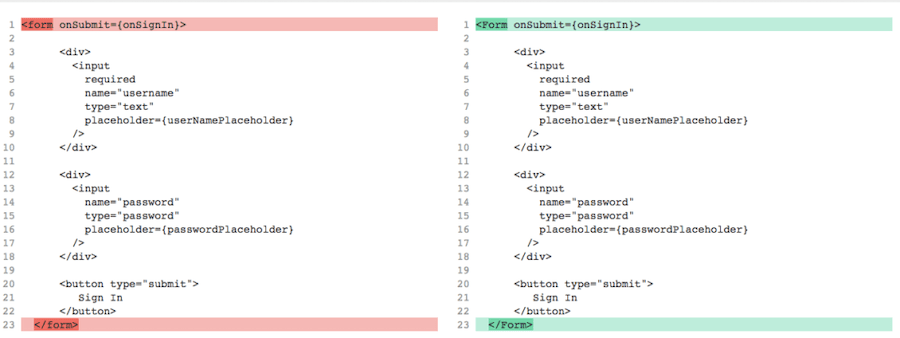 1 <form onSubmit={onSignIn}>
2
3 <div>
4 <input
5 required
6 name="username"
7 type="text"
8 placeholder={userNamePlaceholder}
9 />
10 </div>
11
12 <div>
13 <input
14 name="password"
15 type="password"
16 placeholder={passwordPlaceholder}
17 />
18 </div>
19
20 <button type="submit">
21 Sign In
22 </button>
23 </form>
1 <Form onSubmit={onSignIn}>
2
3 <div>
4 <input
5 required
6 name="username"
7 type="text"
8 placeholder={userNamePlaceholder}
9 />
10 </div>
11
12 <div>
13 <input
14 name="password"
15 type="password"
16 placeholder={passwordPlaceholder}
17 />
18 </div>
19
20 <button type="submit">
21 Sign In
22 </button>
23 </Form>